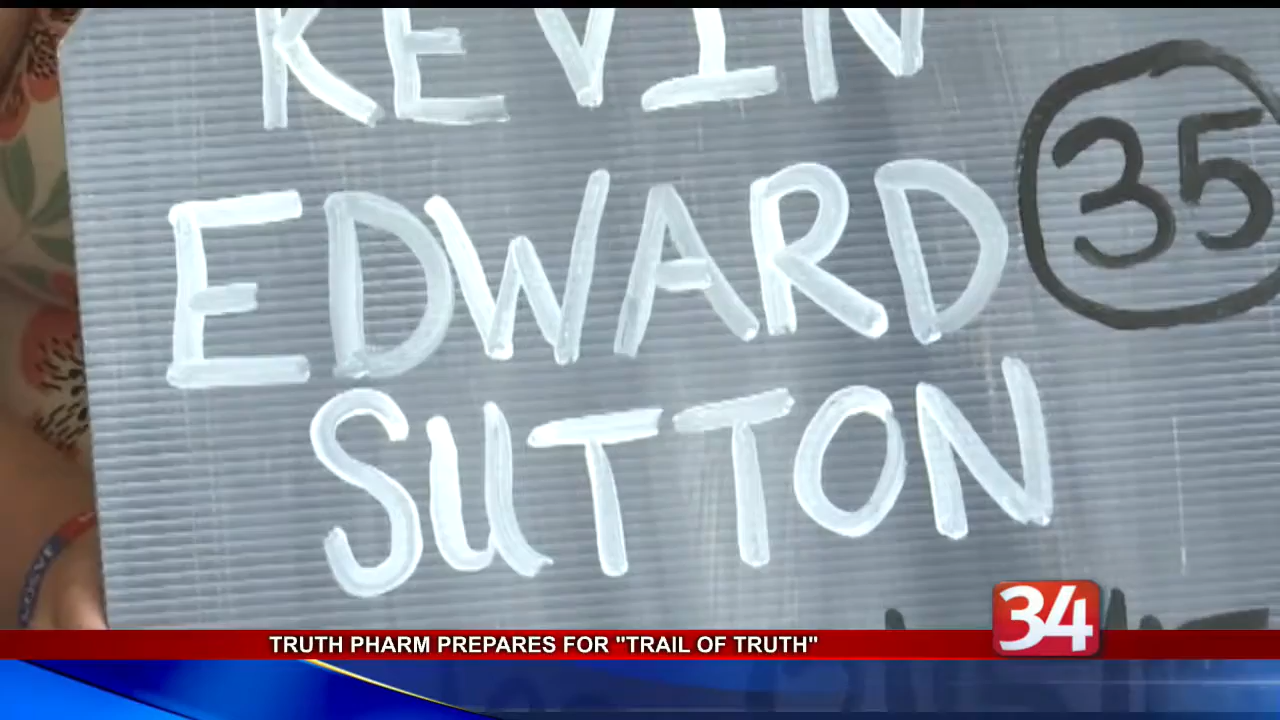 KEVIN
EDWARD
35
SUTTON
34
TRUTH PHARM PREPARES FOR "TRAIL OF TRUTH"